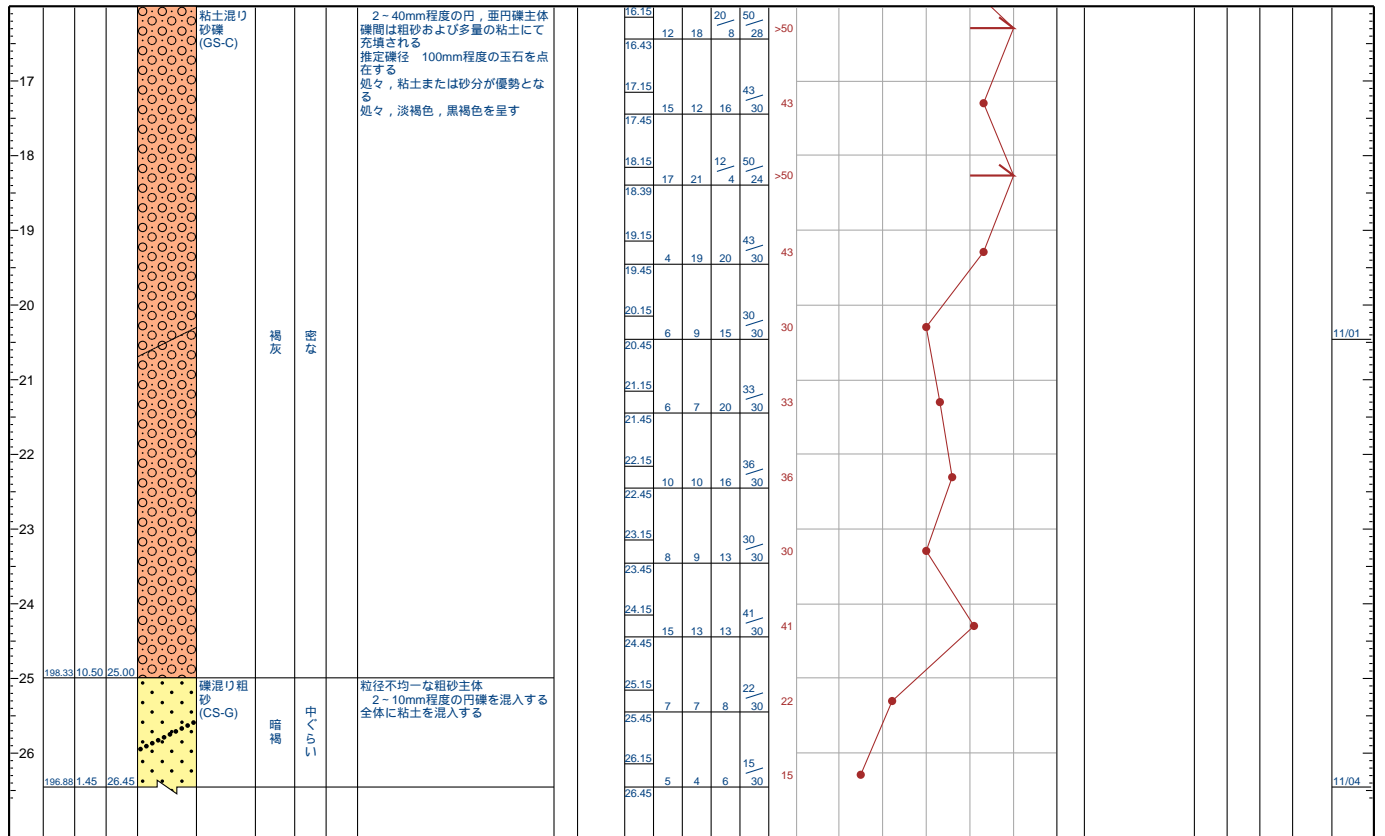 粘土混り
砂礫
(GS-C)
2~40mm程度の円，亜円礫主体
礫間は粗砂および多量の粘土にて
充填される
推定礫径 100mm程度の玉石を点
在する
処々，粘土または砂分が優勢とな
る
処々，淡褐色，黒褐色を呈す
褐灰
密な
16.15 20 50
12 18 8 28 >50
16.43
17
17.15 43
15 12 16 30 43
17.45
18
18.15 12 50
17 21 4 24 >50
18.39
19
19.15 43
4 19 20 30 43
19.45
20
20.15 30
6 9 15 30 30
20.45 11/01
21
21.15 33
6 7 20 30 33
21.45
22
22.15 36
10 10 16 30 36
22.45
23
23.15 30
8 9 13 30 30
23.45
24
24.15 41
15 13 13 30 41
24.45
198.33 10.50 25.00
25
礫混り粗
砂
(CS-G)
暗褐
中ぐらい
粒径不均一な粗砂主体
2~10mm程度の円礫を混入する
全体に粘土を混入する
25.15 22
7 7 8 30 22
25.45
26
26.15 15
5 4 6 30 15
196.88 1.45 26.45
26.45 11/04